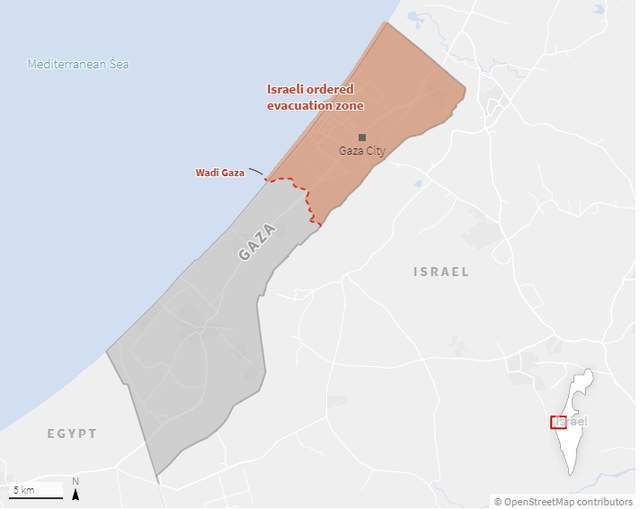 Mediterranean Sea
Israeli ordered
evacuation zone
Gaza City
Wadi Gaza
GAZA
ISRAEL
Israel
EGYPT
5 km
N
© OpenStreetMap contributors